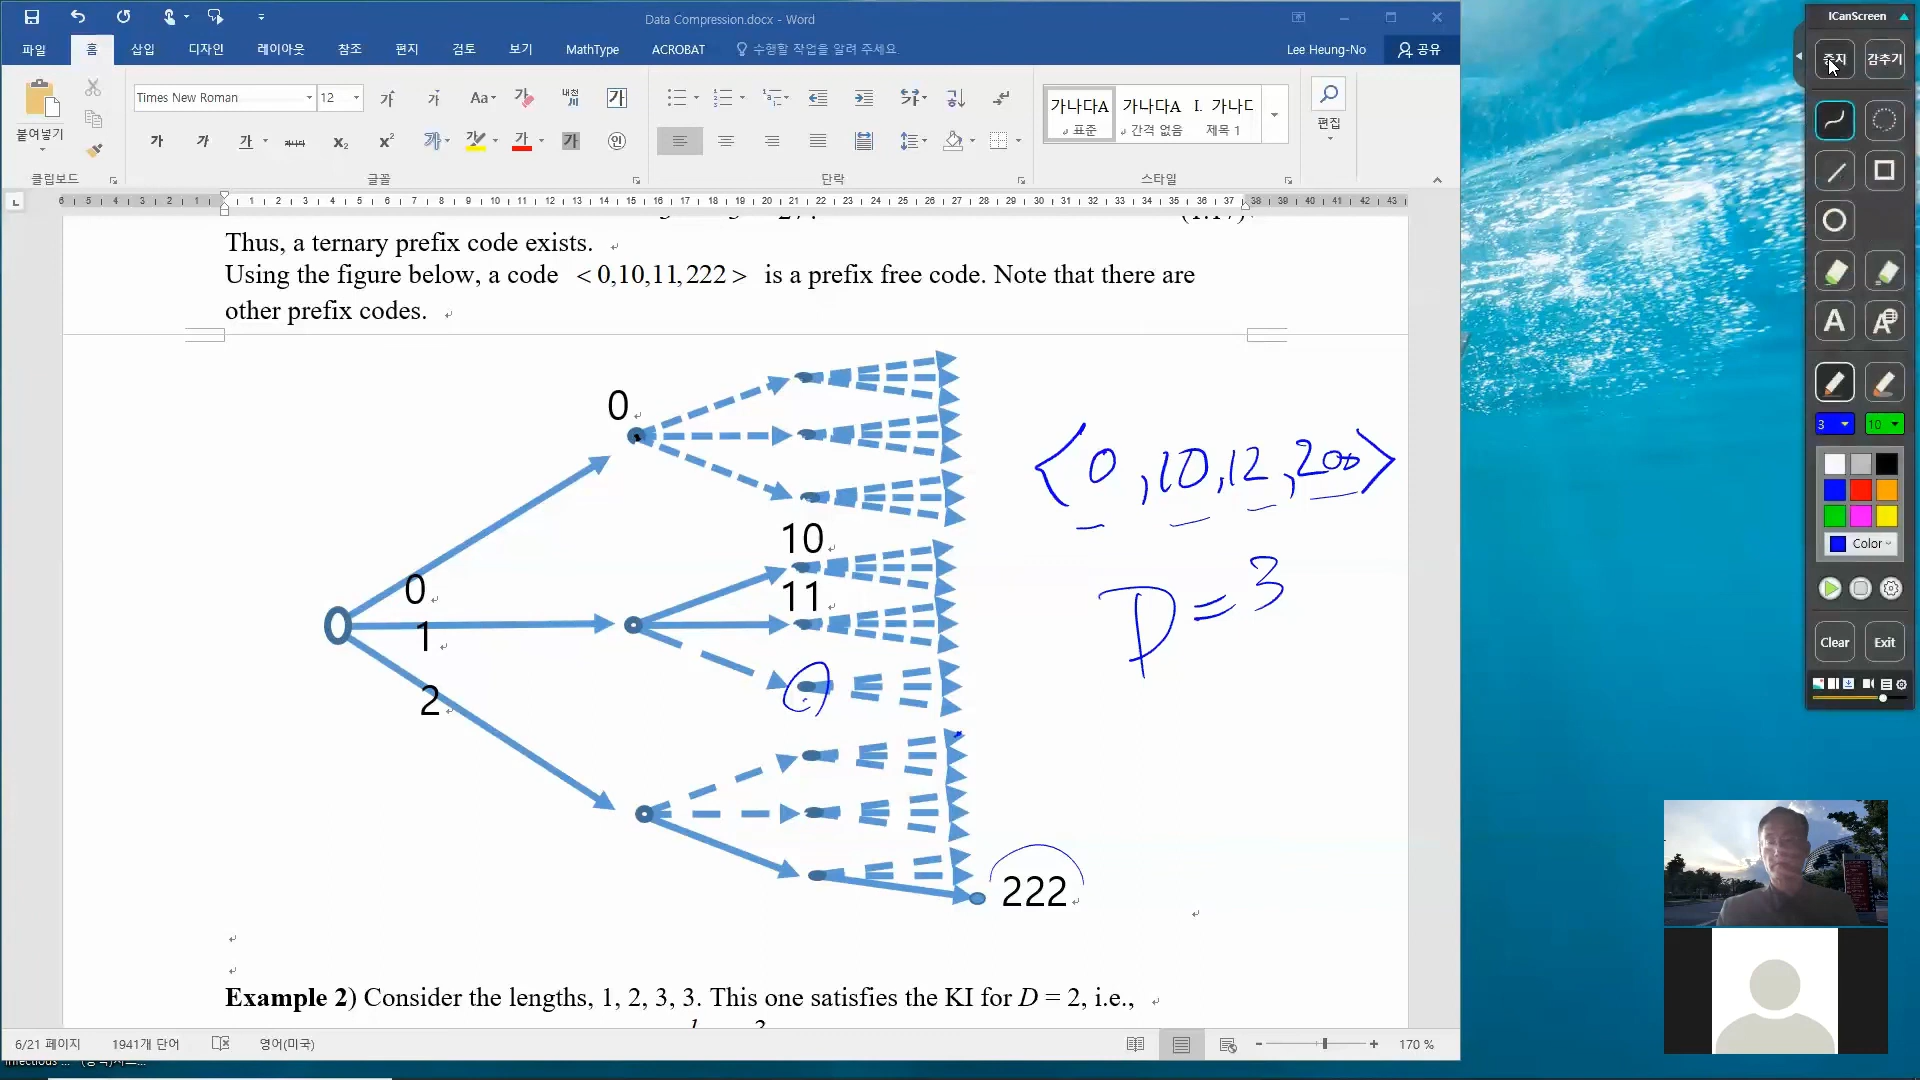 Data Compression.docx - Word
파일 홈 삽입 디자인 레이아웃 참조 편지 검토 보기 MathType ACROBAT 수행할 작업을 알려 주세요. Lee Heung-No 공유
Times New Roman 12
붙여넣기
클립보드 글꼴 단락 스타일 편집
가나다A 가나다A I. 가나다
표준 간격 없음 제목 1
(1.17)
Thus, a ternary prefix code exists.
Using the figure below, a code < 0,10,11,222 > is a prefix free code. Note that there are
other prefix codes.
0
10
11
0
1
2
222
< 0, 10, 12, 200 >
D = 3
Example 2) Consider the lengths, 1, 2, 3, 3. This one satisfies the KI for D = 2, i.e.,
6/21 페이지 1941개 단어 영어(미국) 170 %
ICanScreen
중지 감추기
3 10
Color
Clear Exit